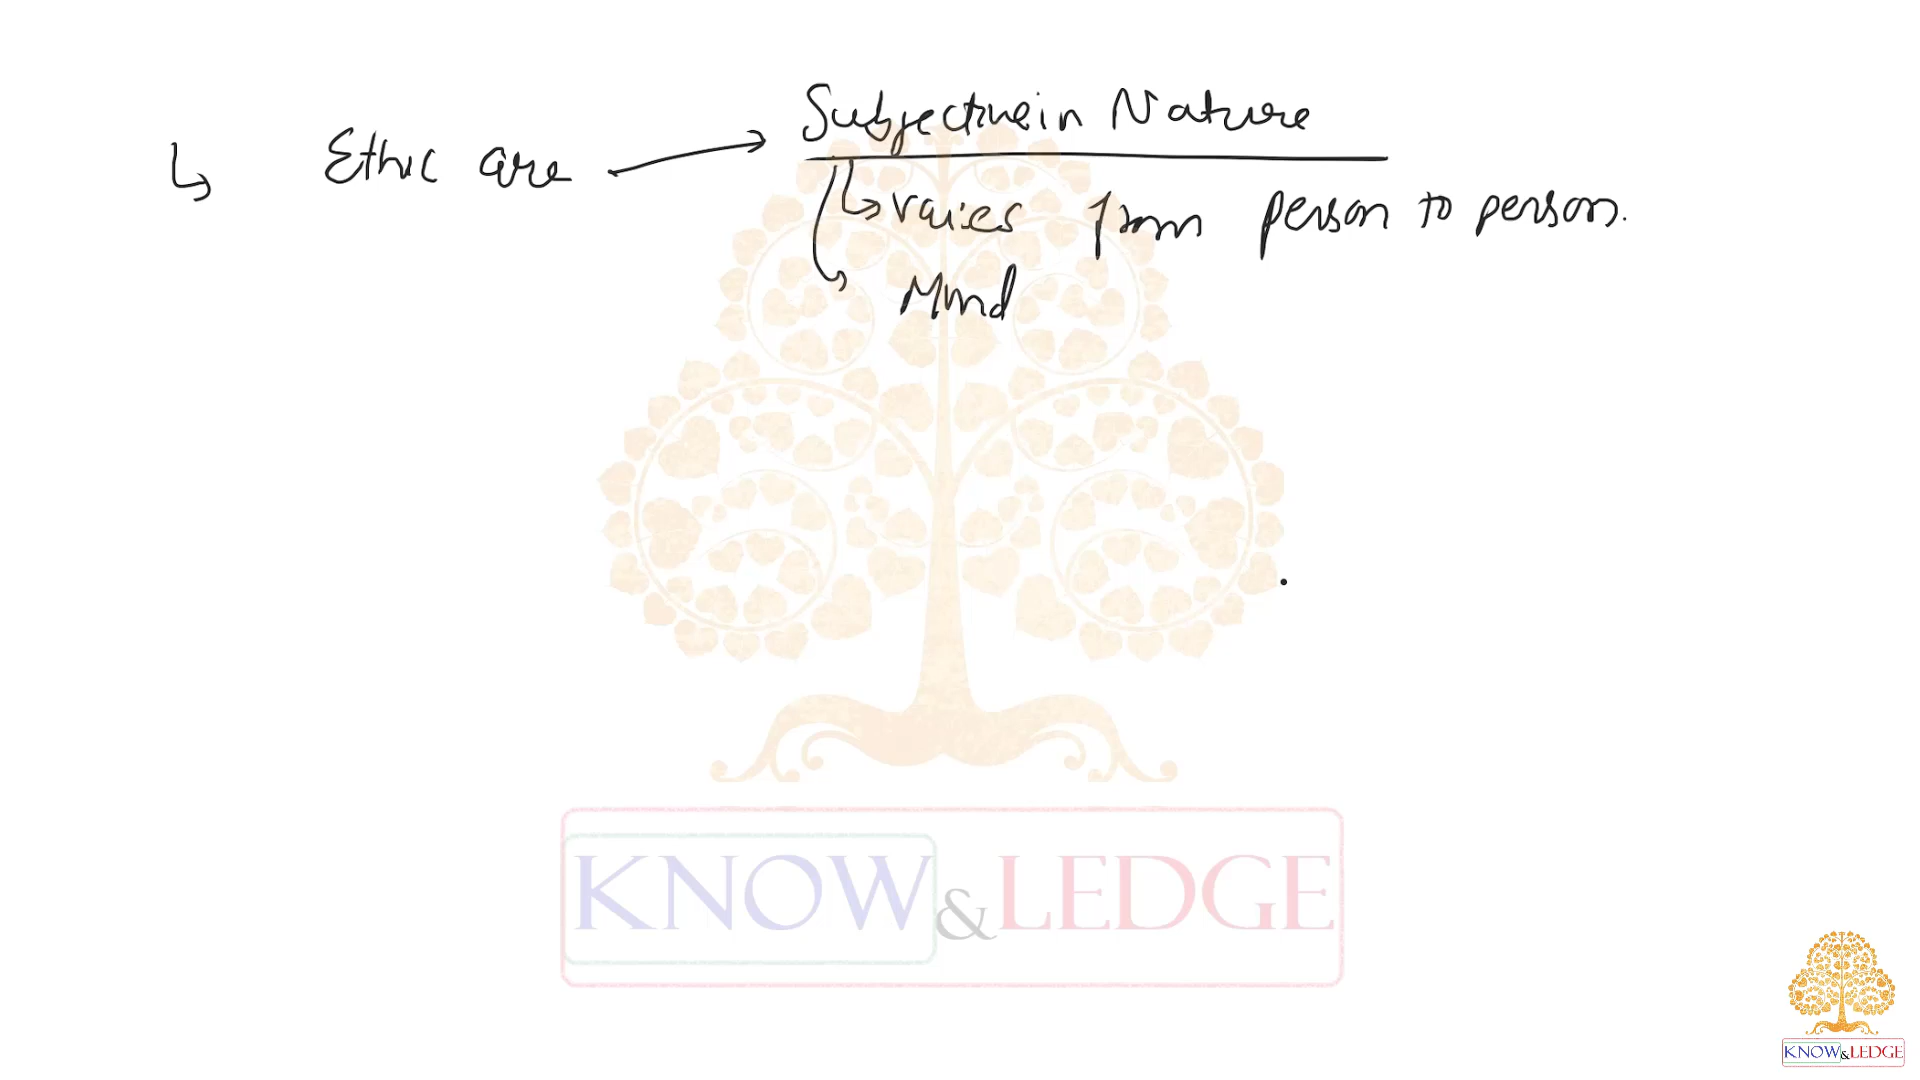 ↳ Ethic are → Subjective in Nature
↳ varies from person to person.
↳ Mind
KNOW&LEDGE
KNOW&LEDGE